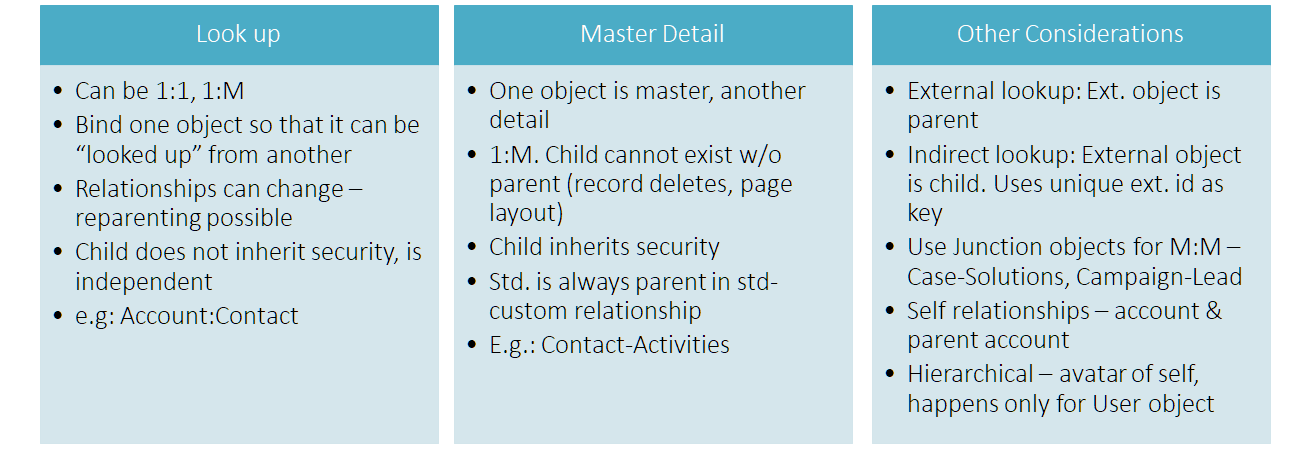 Look up
• Can be 1:1, 1:M
• Bind one object so that it can be
“looked up” from another
• Relationships can change –
reparenting possible
• Child does not inherit security, is
independent
• e.g: Account:Contact
Master Detail
• One object is master, another
detail
• 1:M. Child cannot exist w/o
parent (record deletes, page
layout)
• Child inherits security
• Std. is always parent in std-
custom relationship
• E.g.: Contact-Activities
Other Considerations
• External lookup: Ext. object is
parent
• Indirect lookup: External object
is child. Uses unique ext. id as
key
• Use Junction objects for M:M –
Case-Solutions, Campaign-Lead
• Self relationships – account &
parent account
• Hierarchical – avatar of self,
happens only for User object